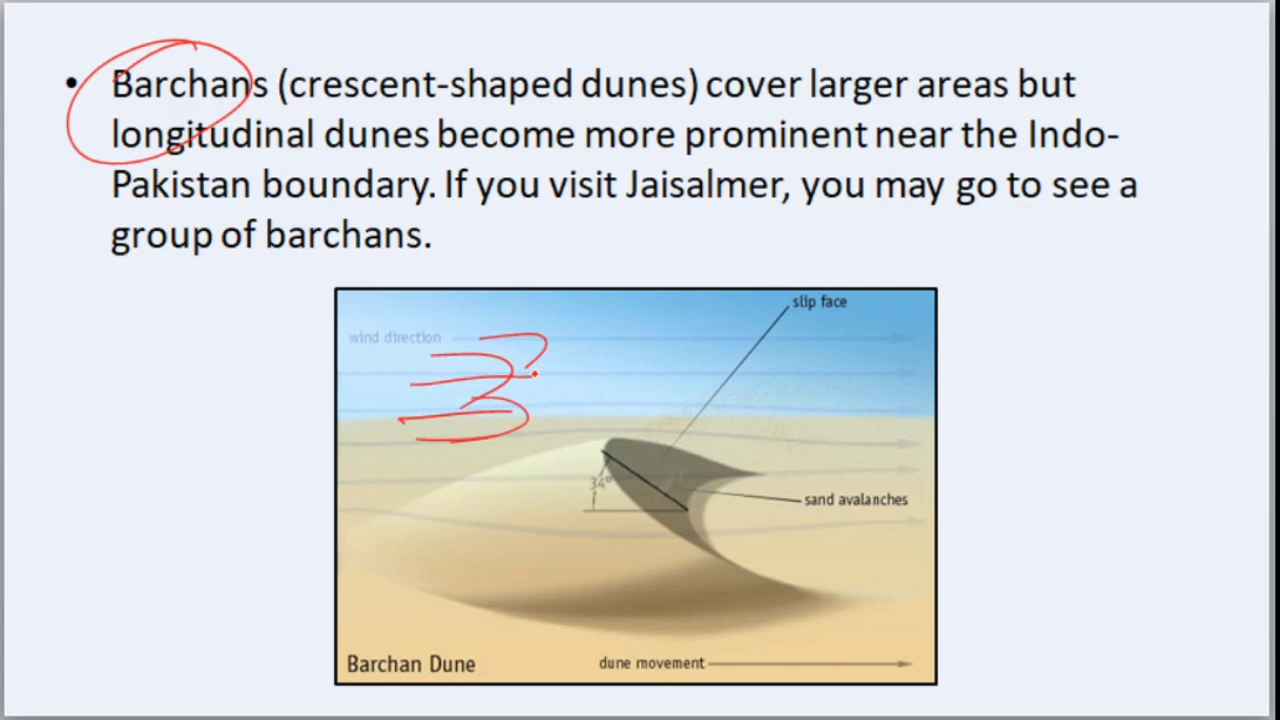 • Barchans (crescent-shaped dunes) cover larger areas but
longitudinal dunes become more prominent near the Indo-
Pakistan boundary. If you visit Jaisalmer, you may go to see a
group of barchans.
slip face
wind direction
34°
sand avalanches
Barchan Dune
dune movement